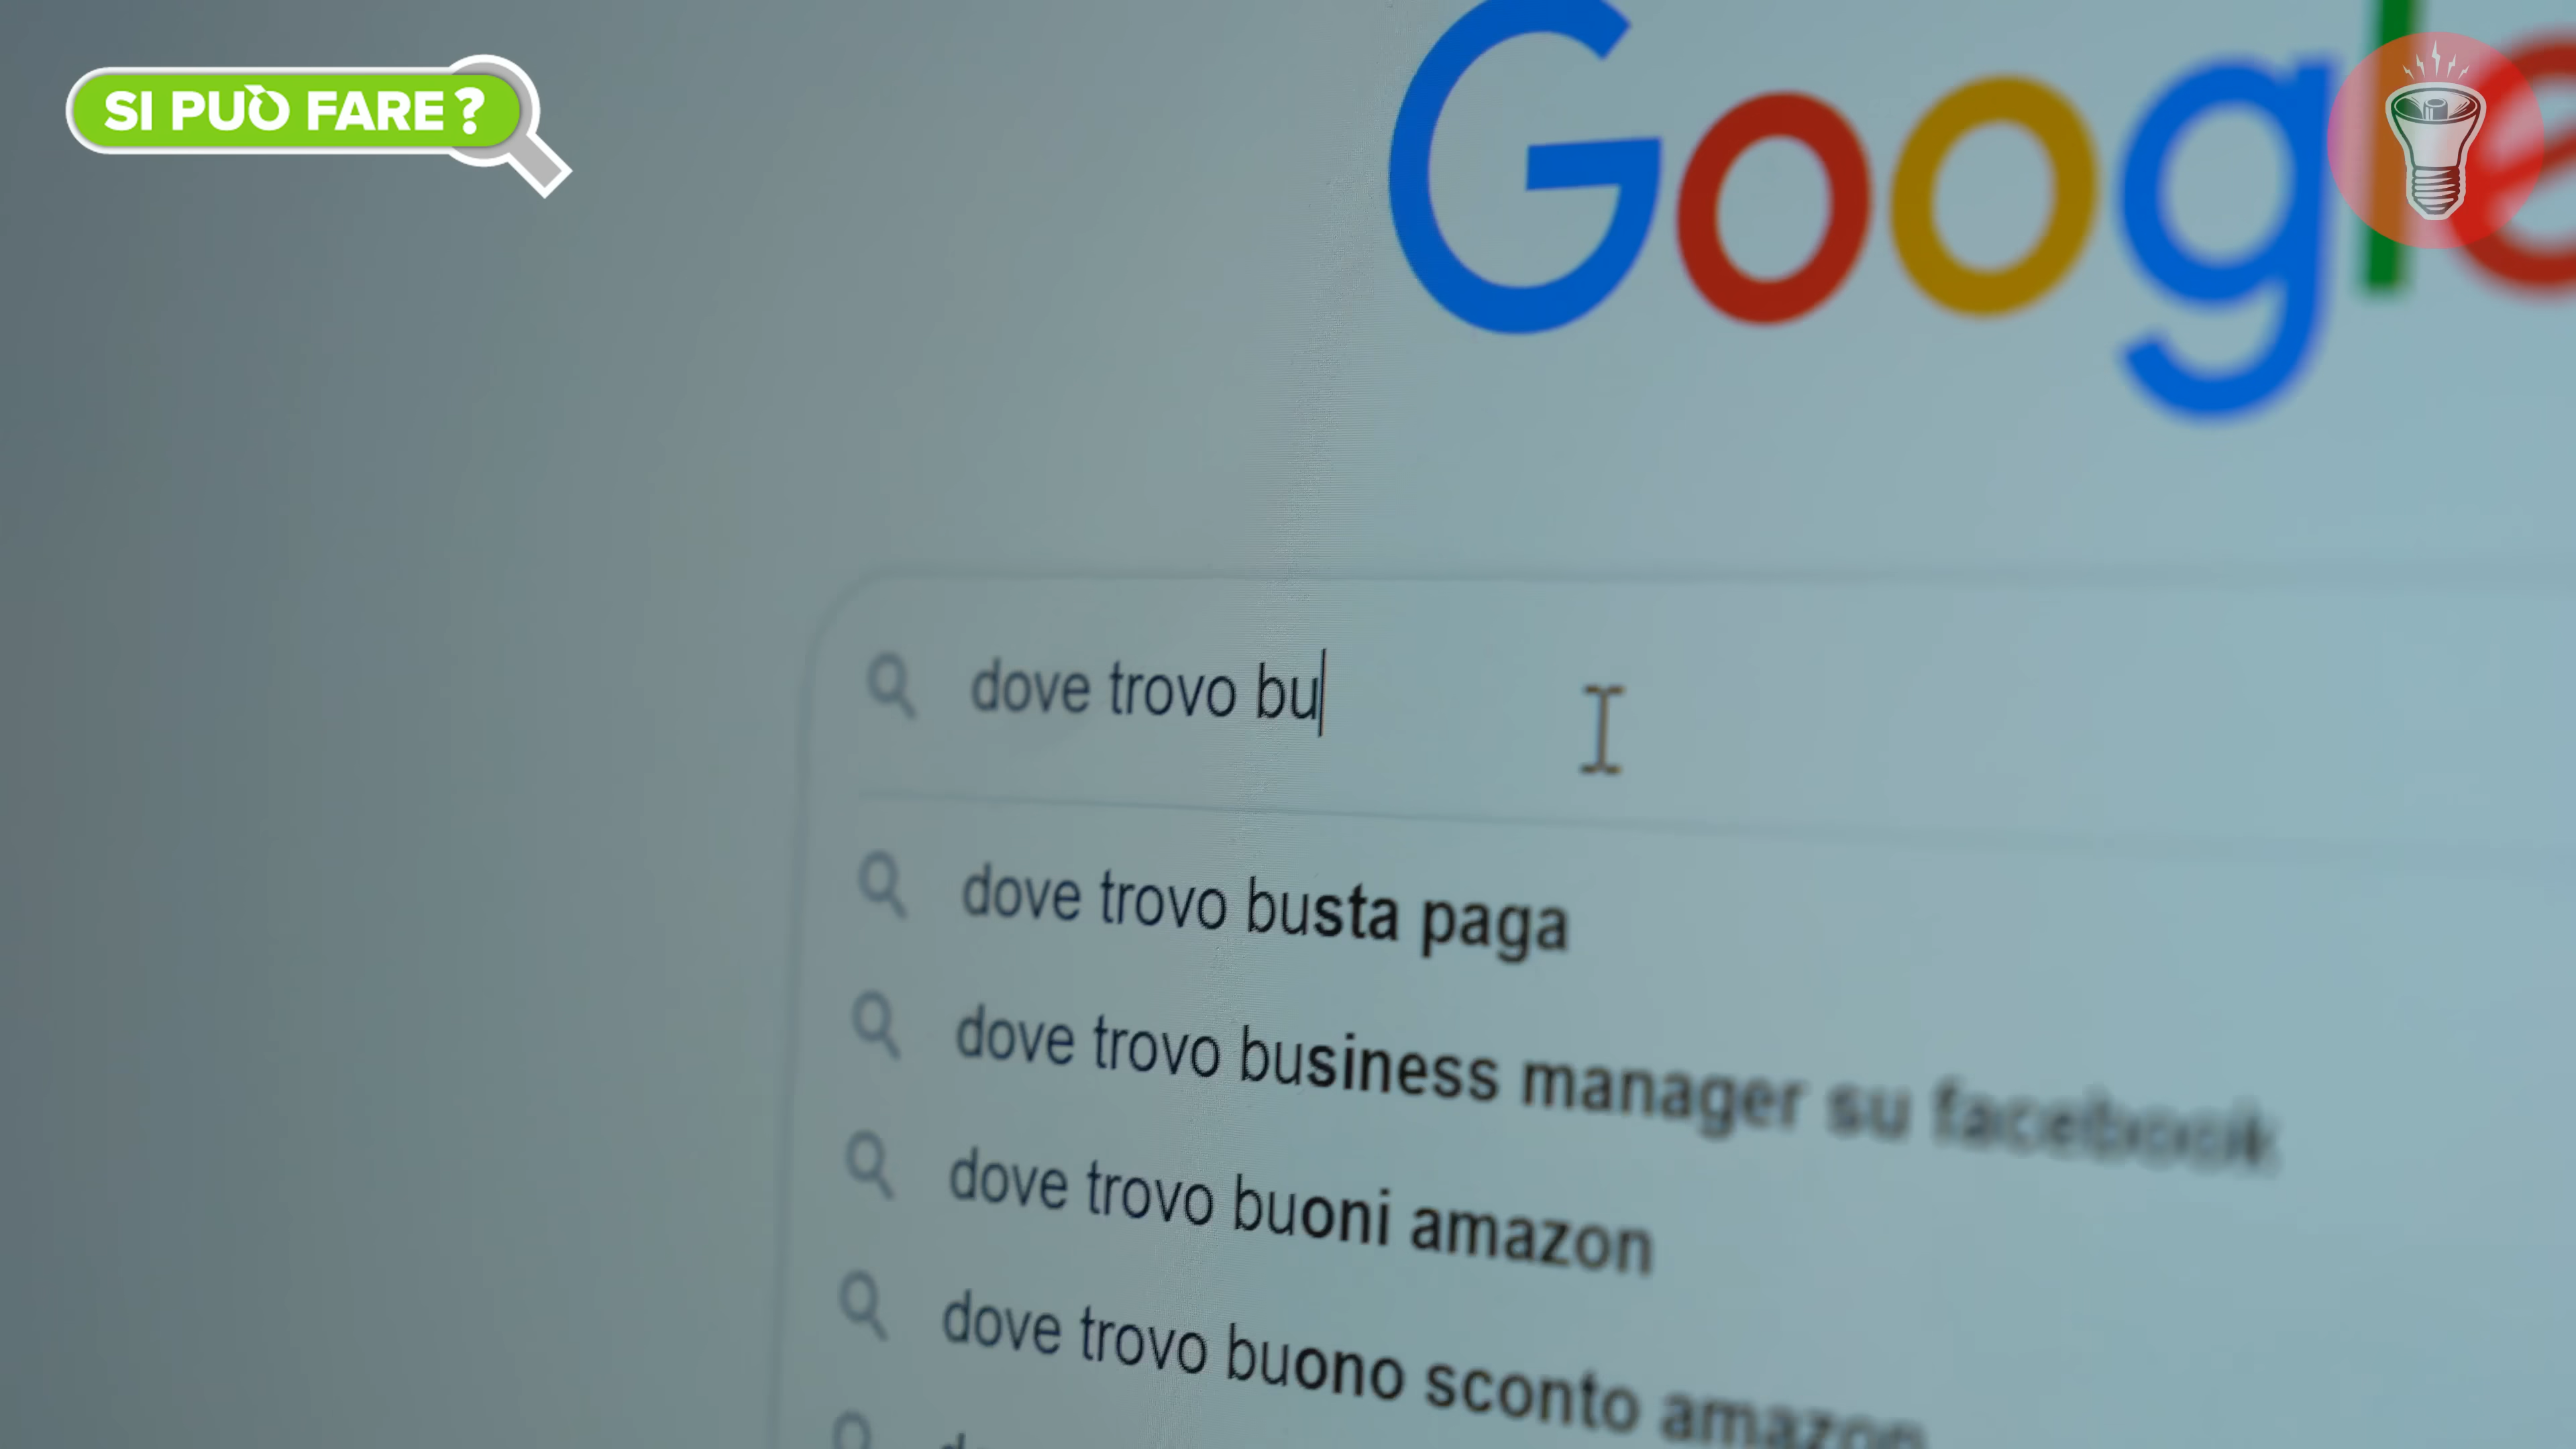 SI PUÒ FARE?
Google
dove trovo bu
dove trovo busta paga
dove trovo business manager su facebook
dove trovo buoni amazon
dove trovo buono sconto amazon